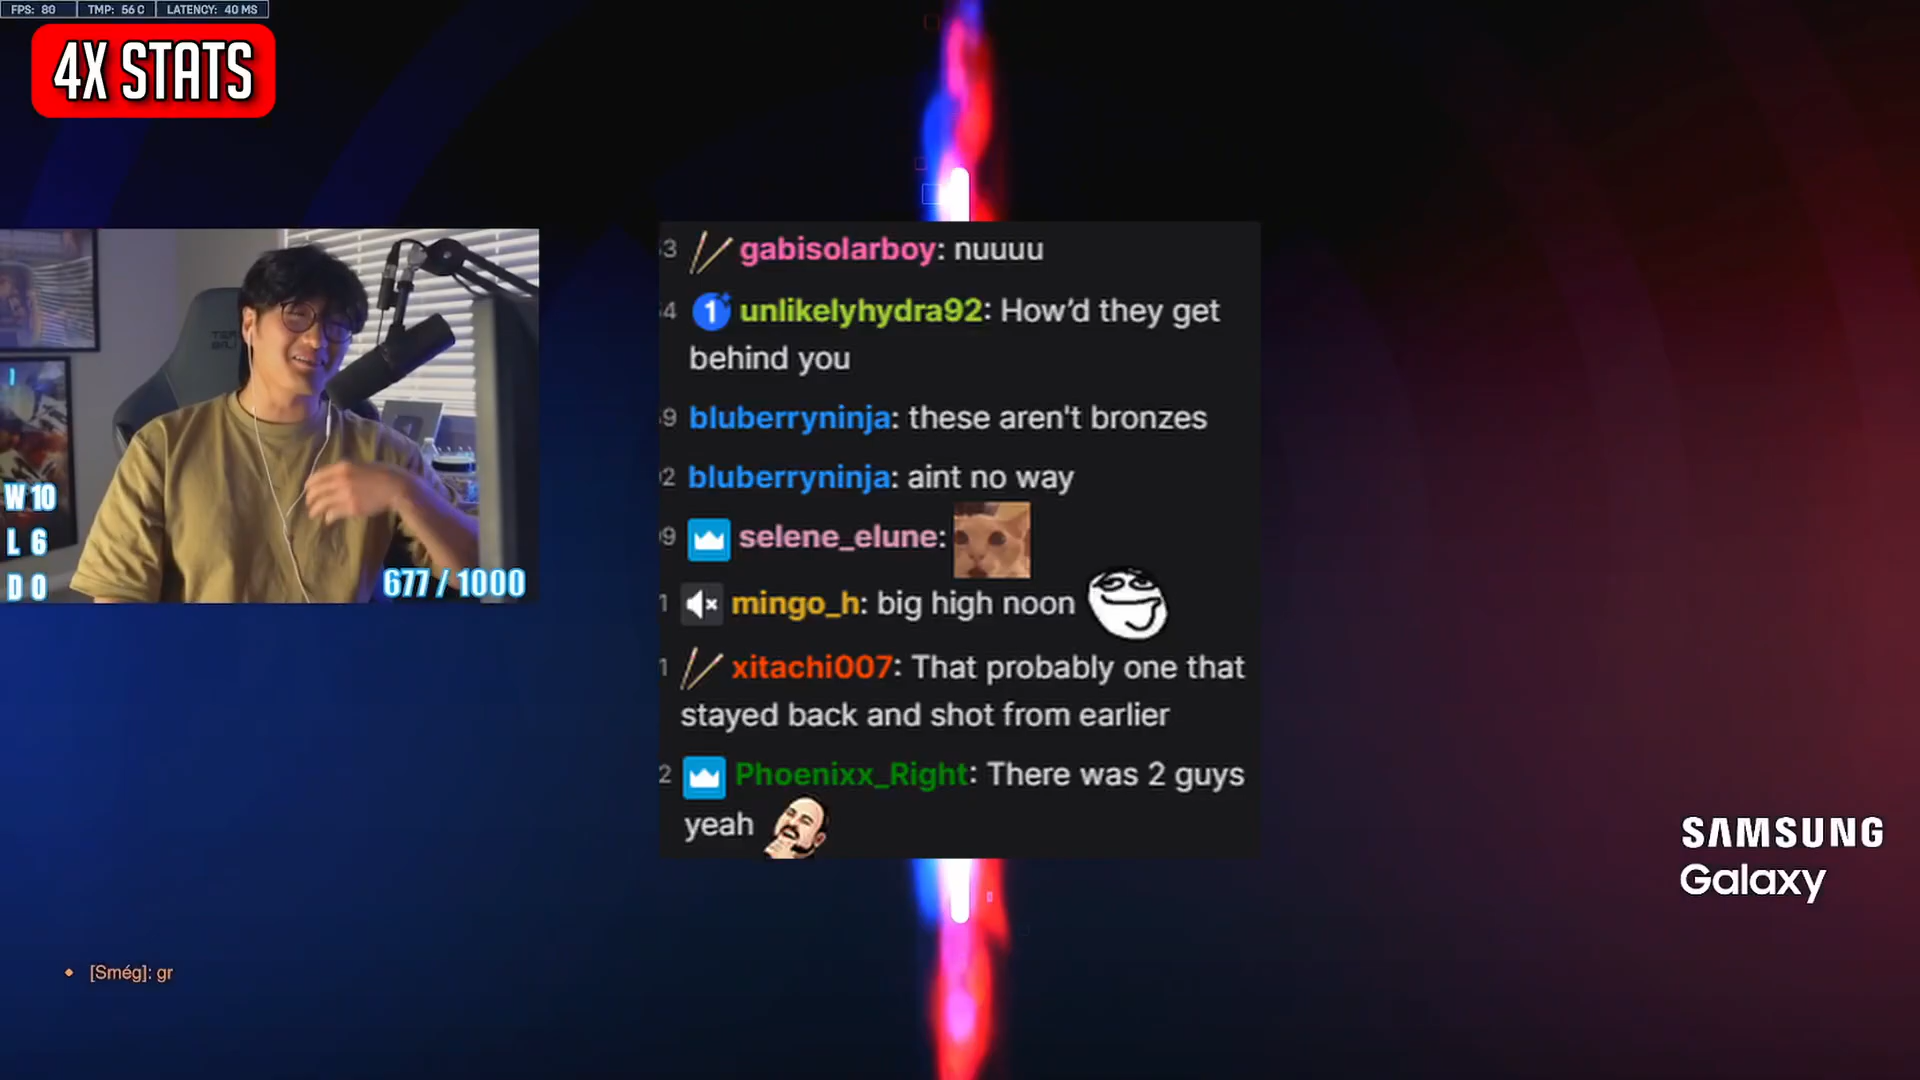 FPS: 80 TMP: 56 C LATENCY: 40 MS
4X STATS
gabisolarboy: nuuuu
unlikelyhydra92: How'd they get
behind you
bluberryninja: these aren't bronzes
bluberryninja: aint no way
selene_elune:
mingo_h: big high noon
xitachi007: That probably one that
stayed back and shot from earlier
Phoenixx_Right: There was 2 guys
yeah
W 10
L 6
D 0
677 / 1000
SAMSUNG
Galaxy
[Smég]: gr